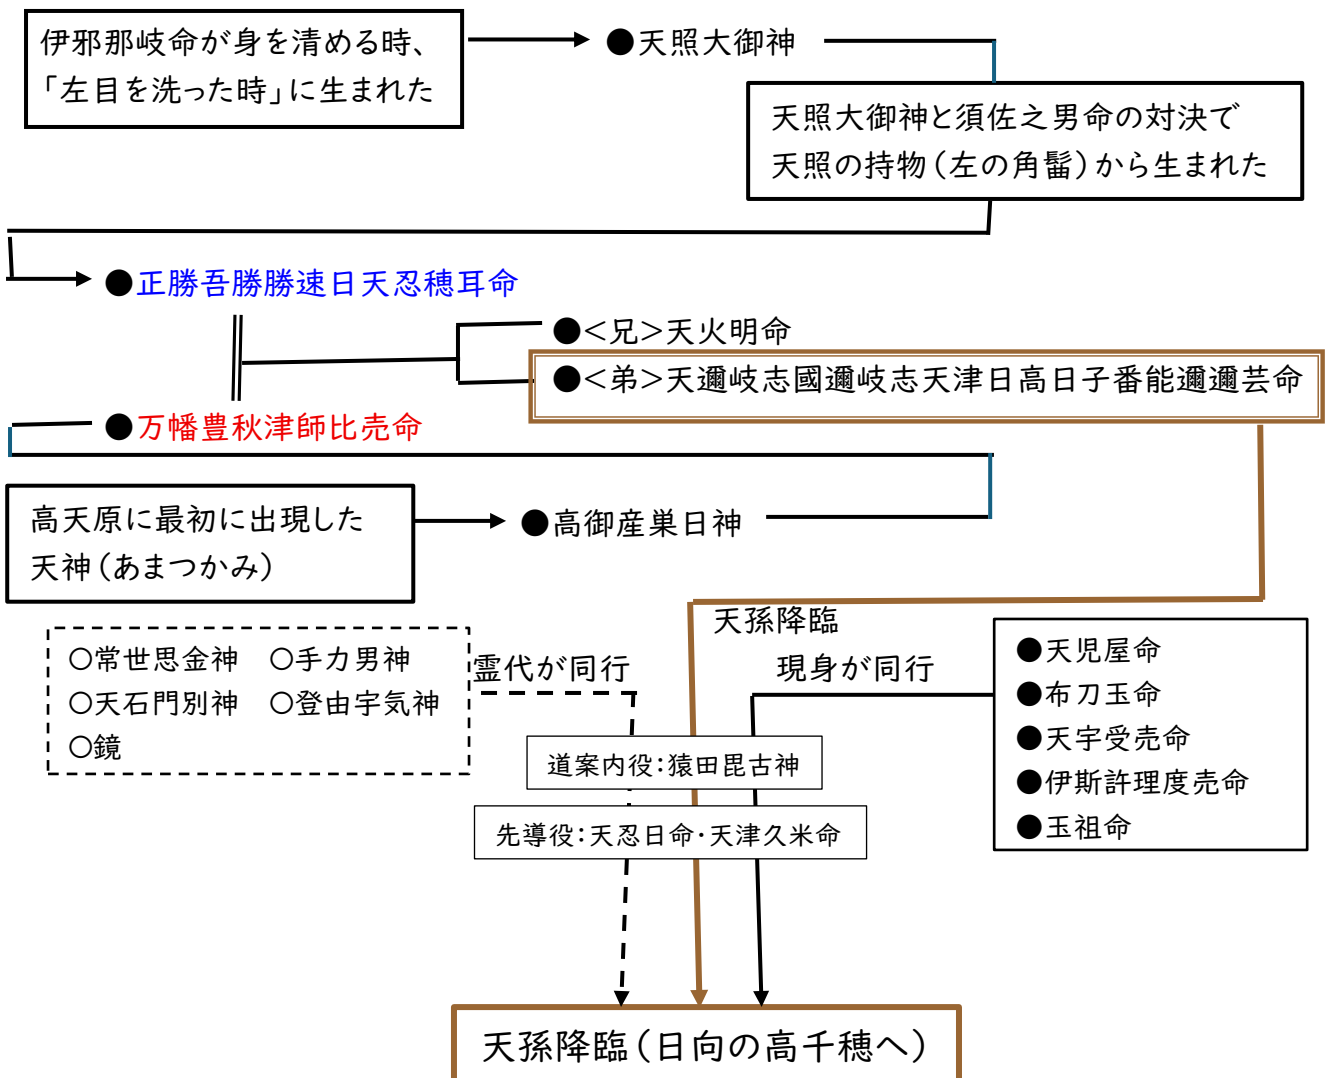 伊邪那岐命が身を清める時、
「左目を洗った時」に生まれた
●天照大御神
天照大御神と須佐之男命の対決で
天照の持物(左の角髷)から生まれた
●正勝吾勝勝速日天忍穂耳命
●<兄>天火明命
●<弟>天邇岐志國邇岐志天津日高日子番能邇邇芸命
●万幡豊秋津師比売命
高天原に最初に出現した
天神(あまつかみ)
●高御産巣日神
天孫降臨
○常世思金神 ○手力男神
○天石門別神 ○登由宇気神
○鏡
霊代が同行
現身が同行
●天児屋命
●布刀玉命
●天宇受売命
●伊斯許理度売命
●玉祖命
道案内役:猿田毘古神
先導役:天忍日命・天津久米命
天孫降臨(日向の高千穂へ)